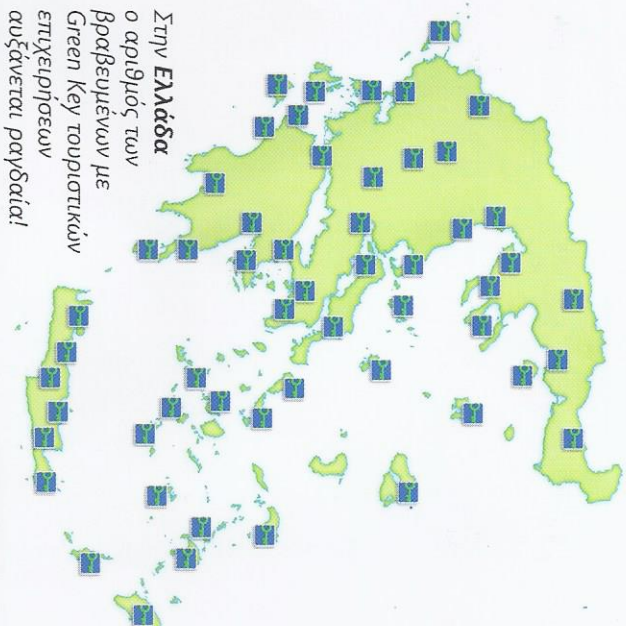 Στην Ελλάδα
ο αριθμός των
βραβευμένων με
Green Key τουριστικών
επιχειρήσεων
αυξάνεται ραγδαία!